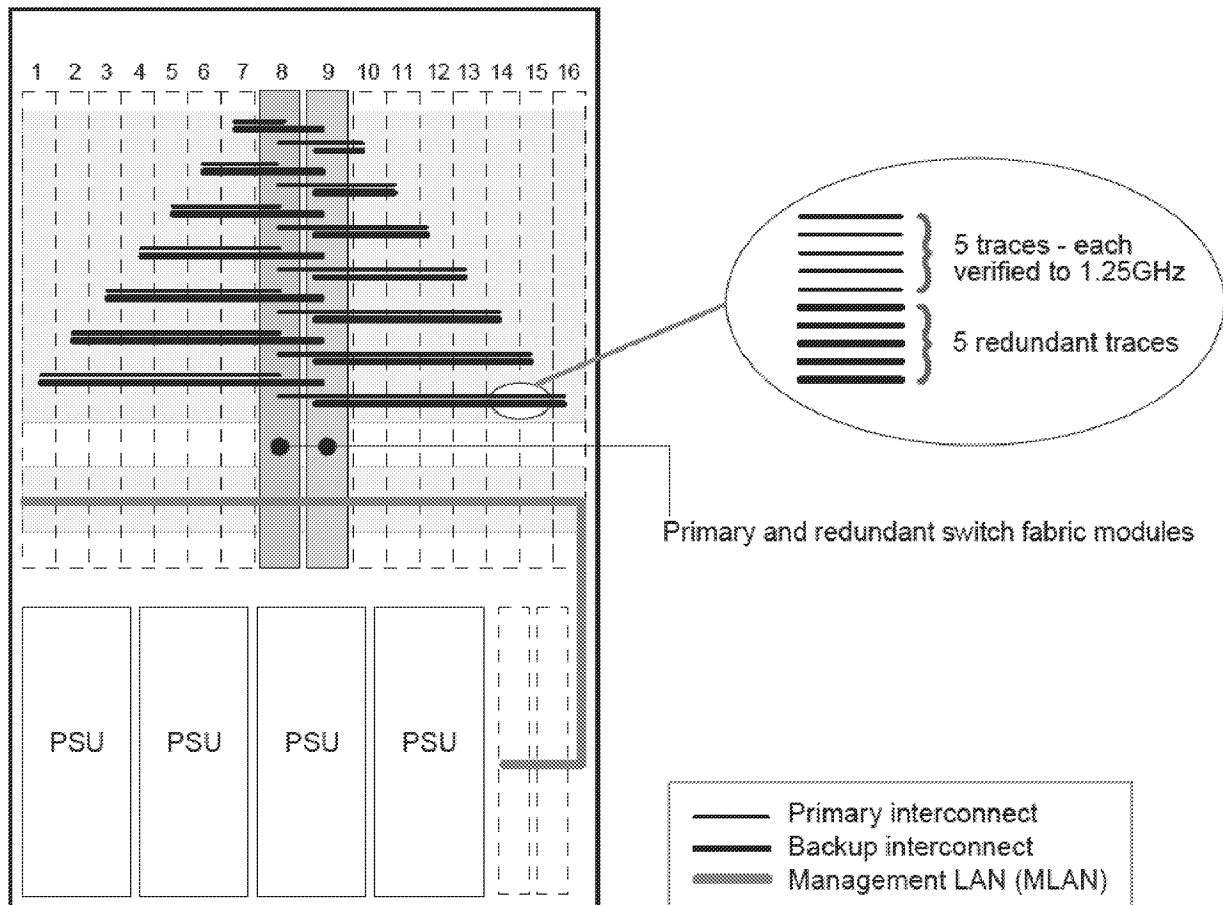 1 2 3 4 5 6 7 8 9 10 11 12 13 14 15 16
5 traces - each
verified to 1.25GHz
5 redundant traces
Primary and redundant switch fabric modules
PSU PSU PSU PSU
Primary interconnect
Backup interconnect
Management LAN (MLAN)